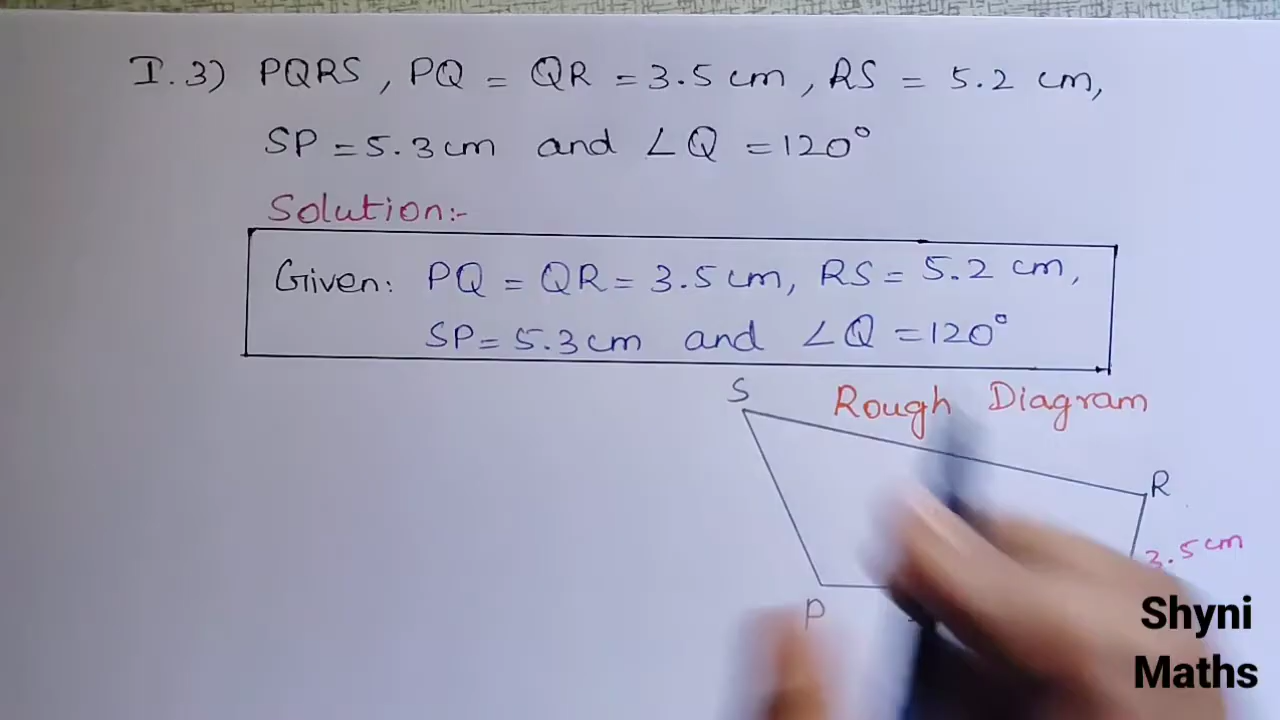 I.3) PQRS, PQ = QR = 3.5 cm, RS = 5.2 cm,
SP = 5.3 cm and ∠Q = 120°
Solution:-
Given: PQ = QR = 3.5 cm, RS = 5.2 cm,
SP = 5.3 cm and ∠Q = 120°
S
Rough Diagram
R
3.5 cm
P
Shyni
Maths